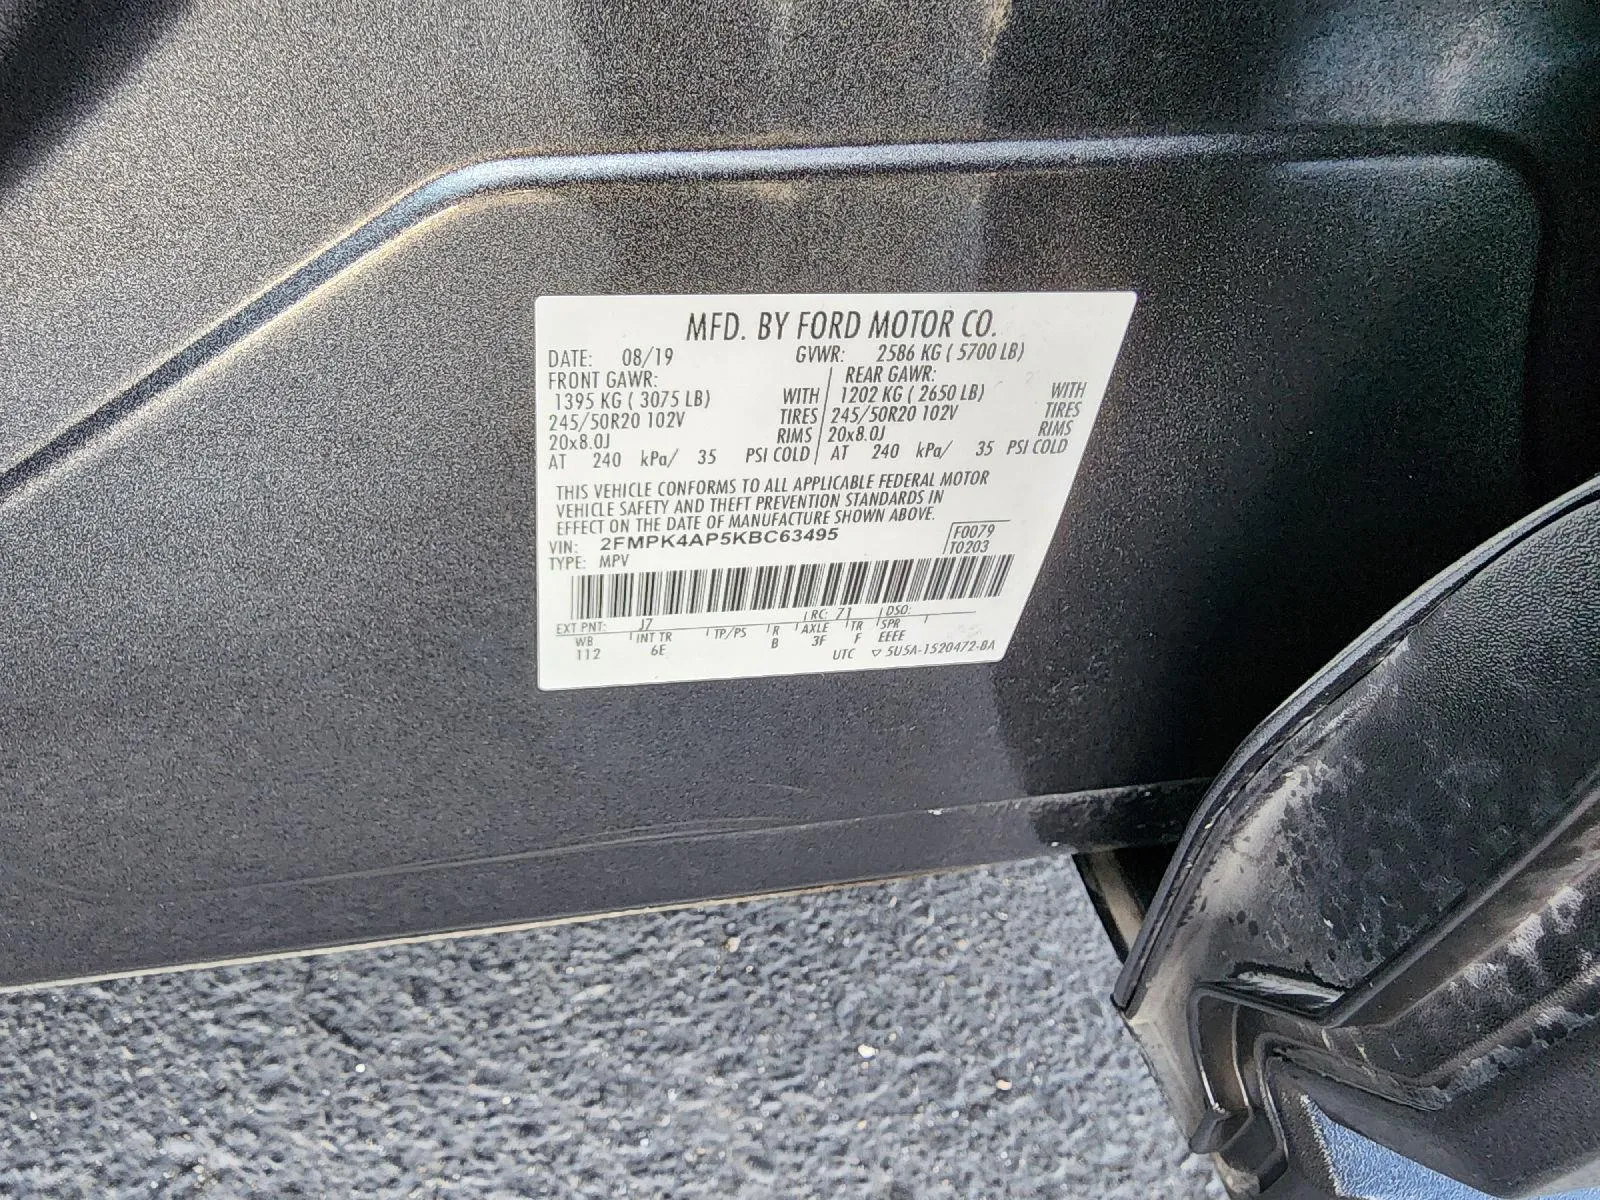 MFD. BY FORD MOTOR CO.
DATE: 08/19 GVWR: 2586 KG ( 5700 LB)
FRONT GAWR: REAR GAWR:
1395 KG ( 3075 LB) WITH 1202 KG ( 2650 LB) WITH
245/50R20 102V TIRES 245/50R20 102V TIRES
20x8.0J RIMS 20x8.0J RIMS
AT 240 kPa/ 35 PSI COLD AT 240 kPa/ 35 PSI COLD
THIS VEHICLE CONFORMS TO ALL APPLICABLE FEDERAL MOTOR
VEHICLE SAFETY AND THEFT PREVENTION STANDARDS IN
EFFECT ON THE DATE OF MANUFACTURE SHOWN ABOVE.
VIN: 2FMPK4AP5KBC63495 F0079
TYPE: MPV T0203
EXT PNT: J7 RC: 71 DSO:
WB INT TR TP/PS R AXLE TR SPR
112 6E B 3F F EEEE
UTC ▽ 5U5A-1520472-BA